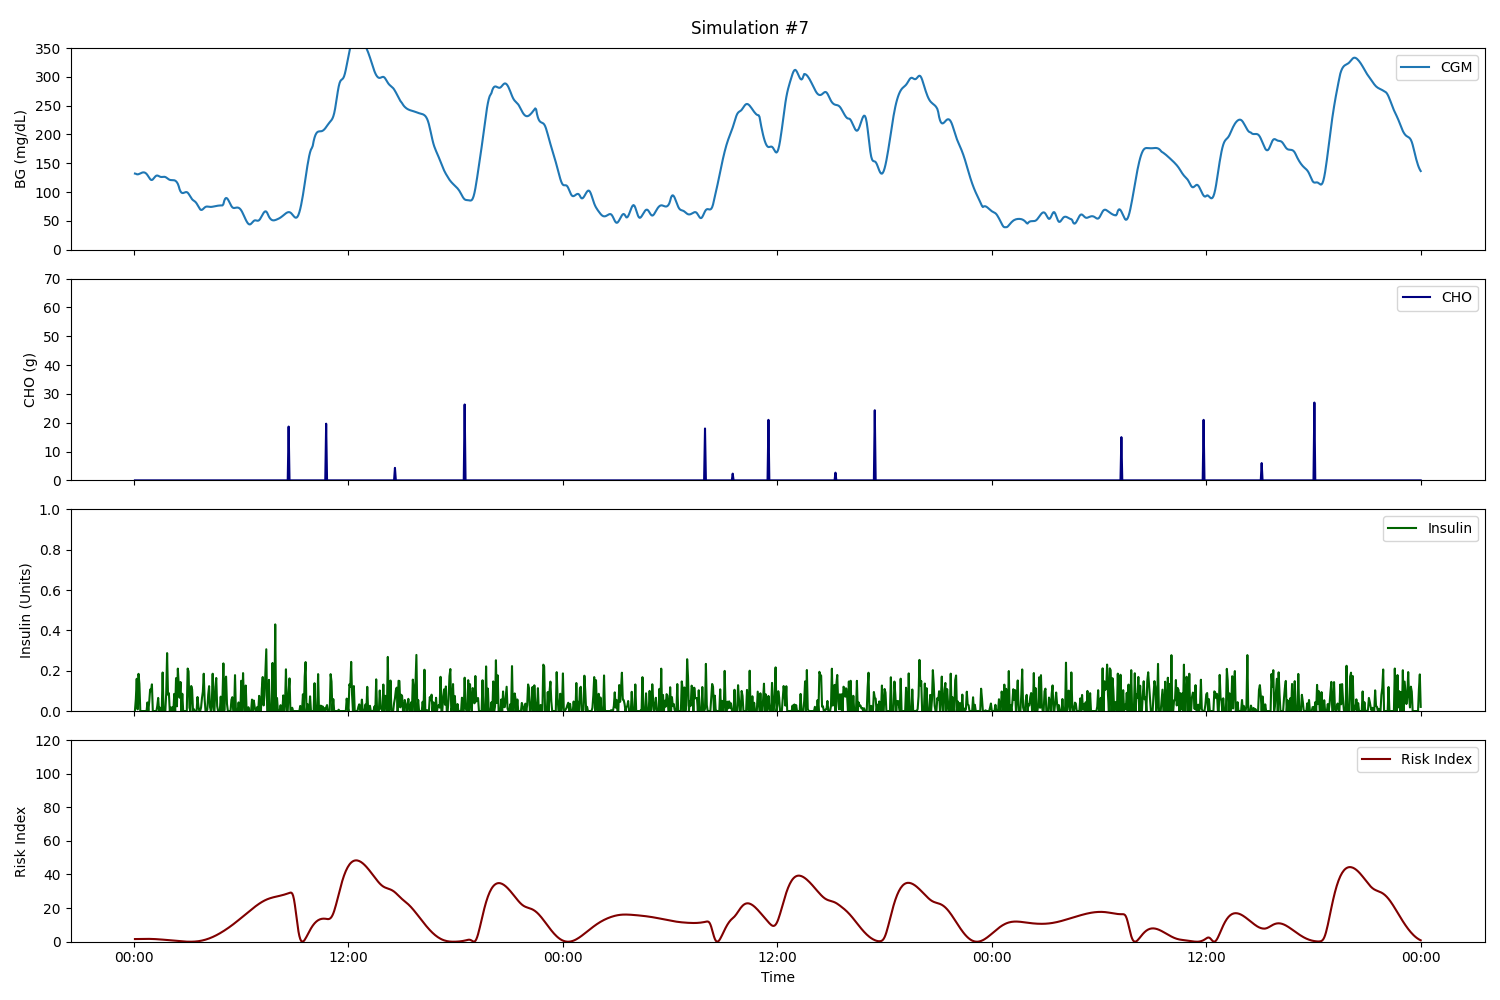 Simulation #7
350
300
250
200
150
100
50
0
BG (mg/dL)
CGM
70
60
50
40
30
20
10
0
CHO (g)
CHO
1.0
0.8
0.6
0.4
0.2
0.0
Insulin (Units)
Insulin
120
100
80
60
40
20
0
Risk Index
Risk Index
00:00 12:00 00:00 12:00 00:00 12:00 00:00
Time